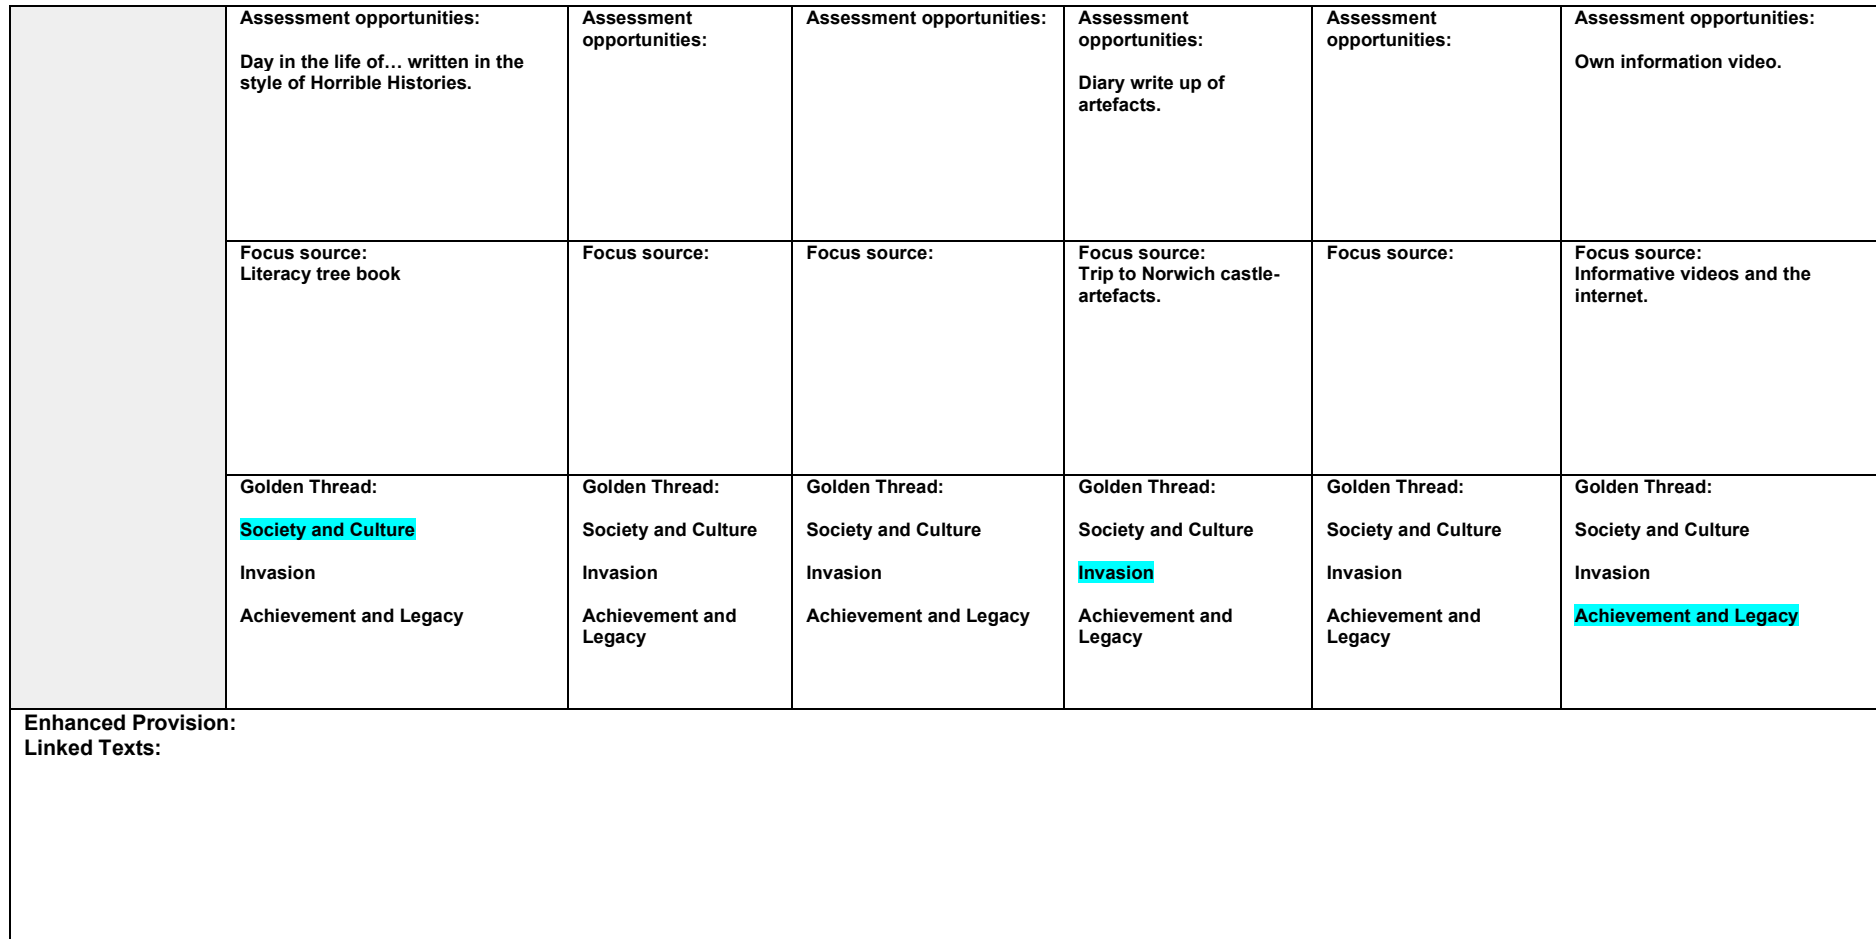 Assessment opportunities:
Day in the life of… written in the
style of Horrible Histories.
Assessment
opportunities:
Assessment opportunities:
Assessment
opportunities:
Diary write up of
artefacts.
Assessment
opportunities:
Assessment opportunities:
Own information video.
Focus source:
Literacy tree book
Focus source:
Focus source:
Focus source:
Trip to Norwich castle-
artefacts.
Focus source:
Focus source:
Informative videos and the
internet.
Golden Thread:
Society and Culture
Invasion
Achievement and Legacy
Golden Thread:
Society and Culture
Invasion
Achievement and
Legacy
Golden Thread:
Society and Culture
Invasion
Achievement and Legacy
Golden Thread:
Society and Culture
Invasion
Achievement and
Legacy
Golden Thread:
Society and Culture
Invasion
Achievement and
Legacy
Golden Thread:
Society and Culture
Invasion
Achievement and Legacy
Enhanced Provision:
Linked Texts: